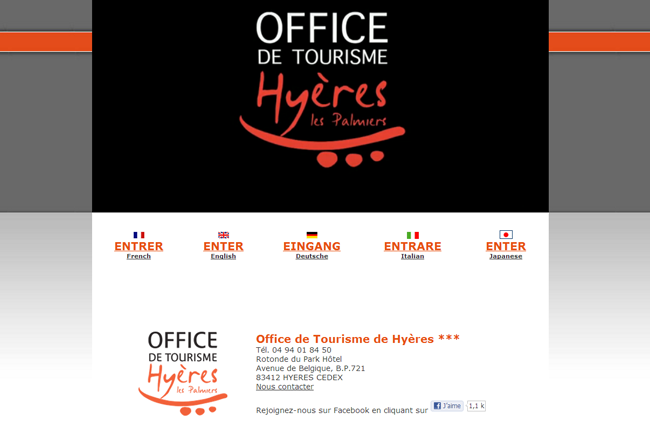 OFFICE
DE TOURISME
Hyères
les Palmiers
ENTRER ENTER EINGANG ENTRARE ENTER
French English Deutsche Italian Japanese
OFFICE
DE TOURISME
Hyères
les Palmiers
Office de Tourisme de Hyères ***
Tél. 04 94 01 84 50
Rotonde du Park Hôtel
Avenue de Belgique, B.P.721
83412 HYERES CEDEX
Nous contacter
Rejoignez-nous sur Facebook en cliquant sur J'aime 1,1 k